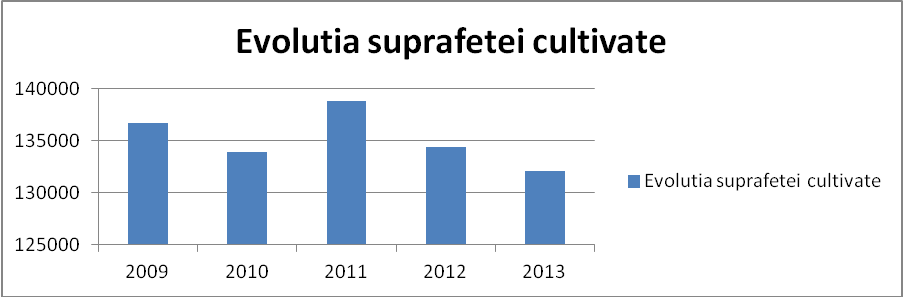 Evolutia suprafetei cultivate
140000
135000
130000
125000
2009 2010 2011 2012 2013
Evolutia suprafetei cultivate